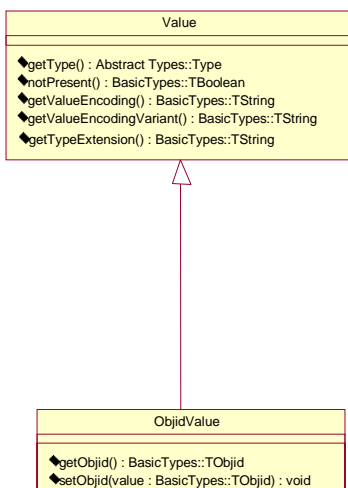 Value
getType() : Abstract Types::Type
notPresent() : BasicTypes::TBoolean
getValueEncoding() : BasicTypes::TString
getValueEncodingVariant() : BasicTypes::TString
getTypeExtension() : BasicTypes::TString
ObjidValue
getObjid() : BasicTypes::TObjid
setObjid(value : BasicTypes::TObjid) : void